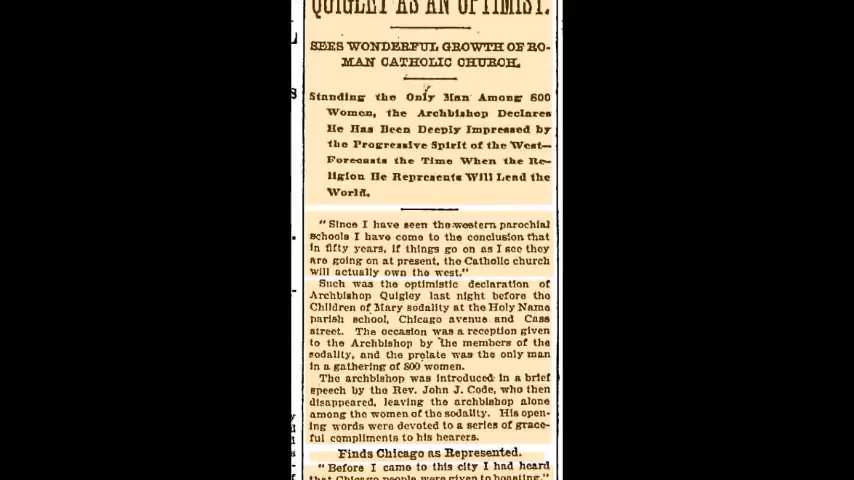 QUIGLEY AS AN OPTIMIST.
SEES WONDERFUL GROWTH OF RO-
MAN CATHOLIC CHURCH.
Standing the Only Man Among 800
Women, the Archbishop Declares
He Has Been Deeply Impressed by
the Progressive Spirit of the West—
Forecasts the Time When the Re-
ligion He Represents Will Lead the
World.
"Since I have seen the western parochial
schools I have come to the conclusion that
in fifty years, if things go on as I see they
are going on at present, the Catholic church
will actually own the west."
Such was the optimistic declaration of
Archbishop Quigley last night before the
Children of Mary sodality at the Holy Name
parish school, Chicago avenue and Cass
street. The occasion was a reception given
to the Archbishop by the members of the
sodality, and the prelate was the only man
in a gathering of 800 women.
The archbishop was introduced in a brief
speech by the Rev. John J. Code, who then
disappeared, leaving the archbishop alone
among the women of the sodality. His open-
ing words were devoted to a series of grace-
ful compliments to his hearers.
Finds Chicago as Represented.
"Before I came to this city I had heard
that Chicago people were given to boasting."